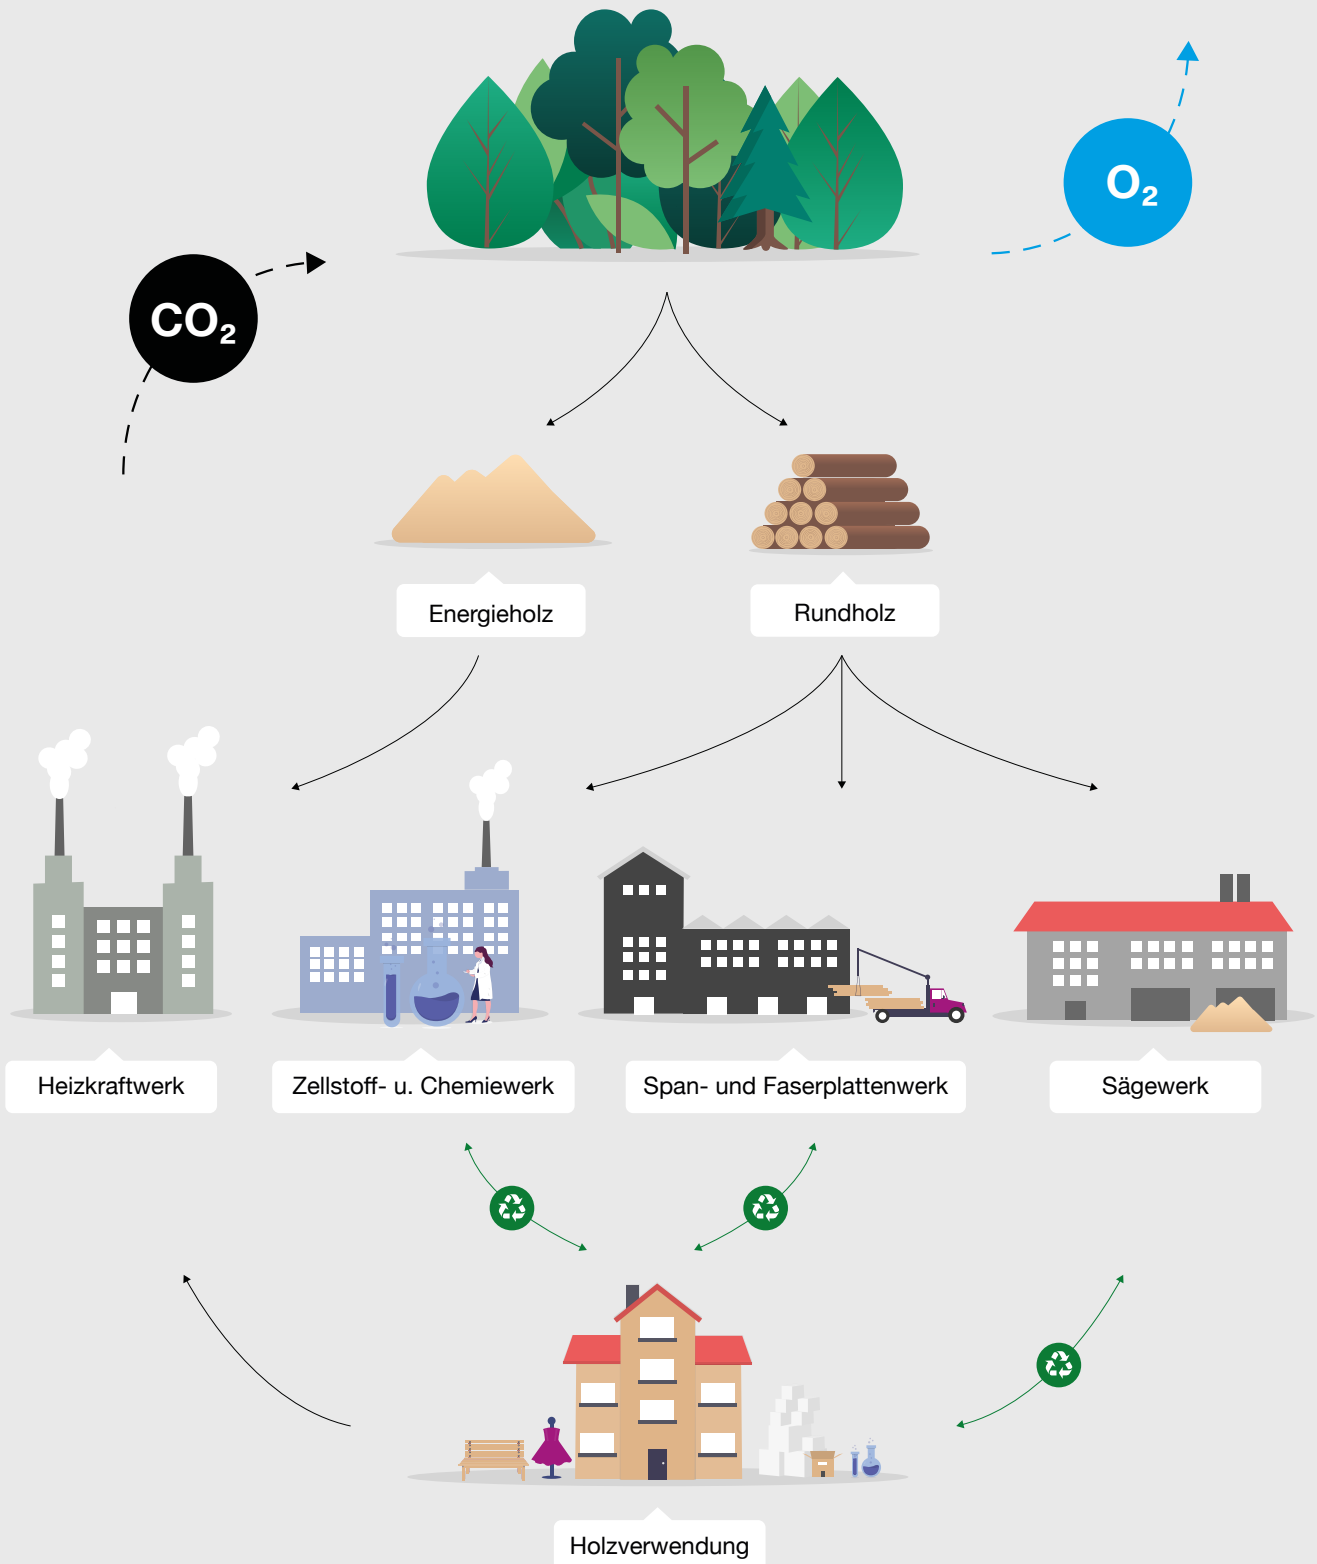 O₂
CO₂
Energieholz
Rundholz
Heizkraftwerk
Zellstoff- u. Chemiewerk
Span- und Faserplattenwerk
Sägewerk
Holzverwendung